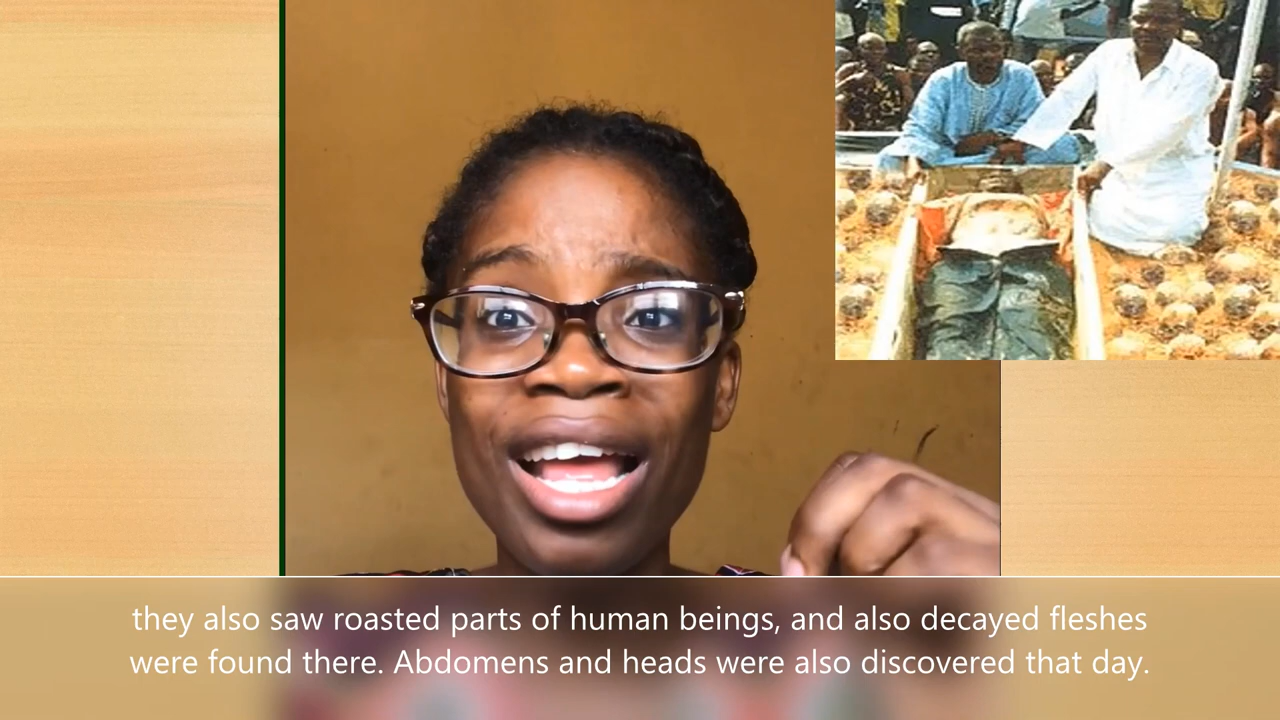 they also saw roasted parts of human beings, and also decayed fleshes
were found there. Abdomens and heads were also discovered that day.